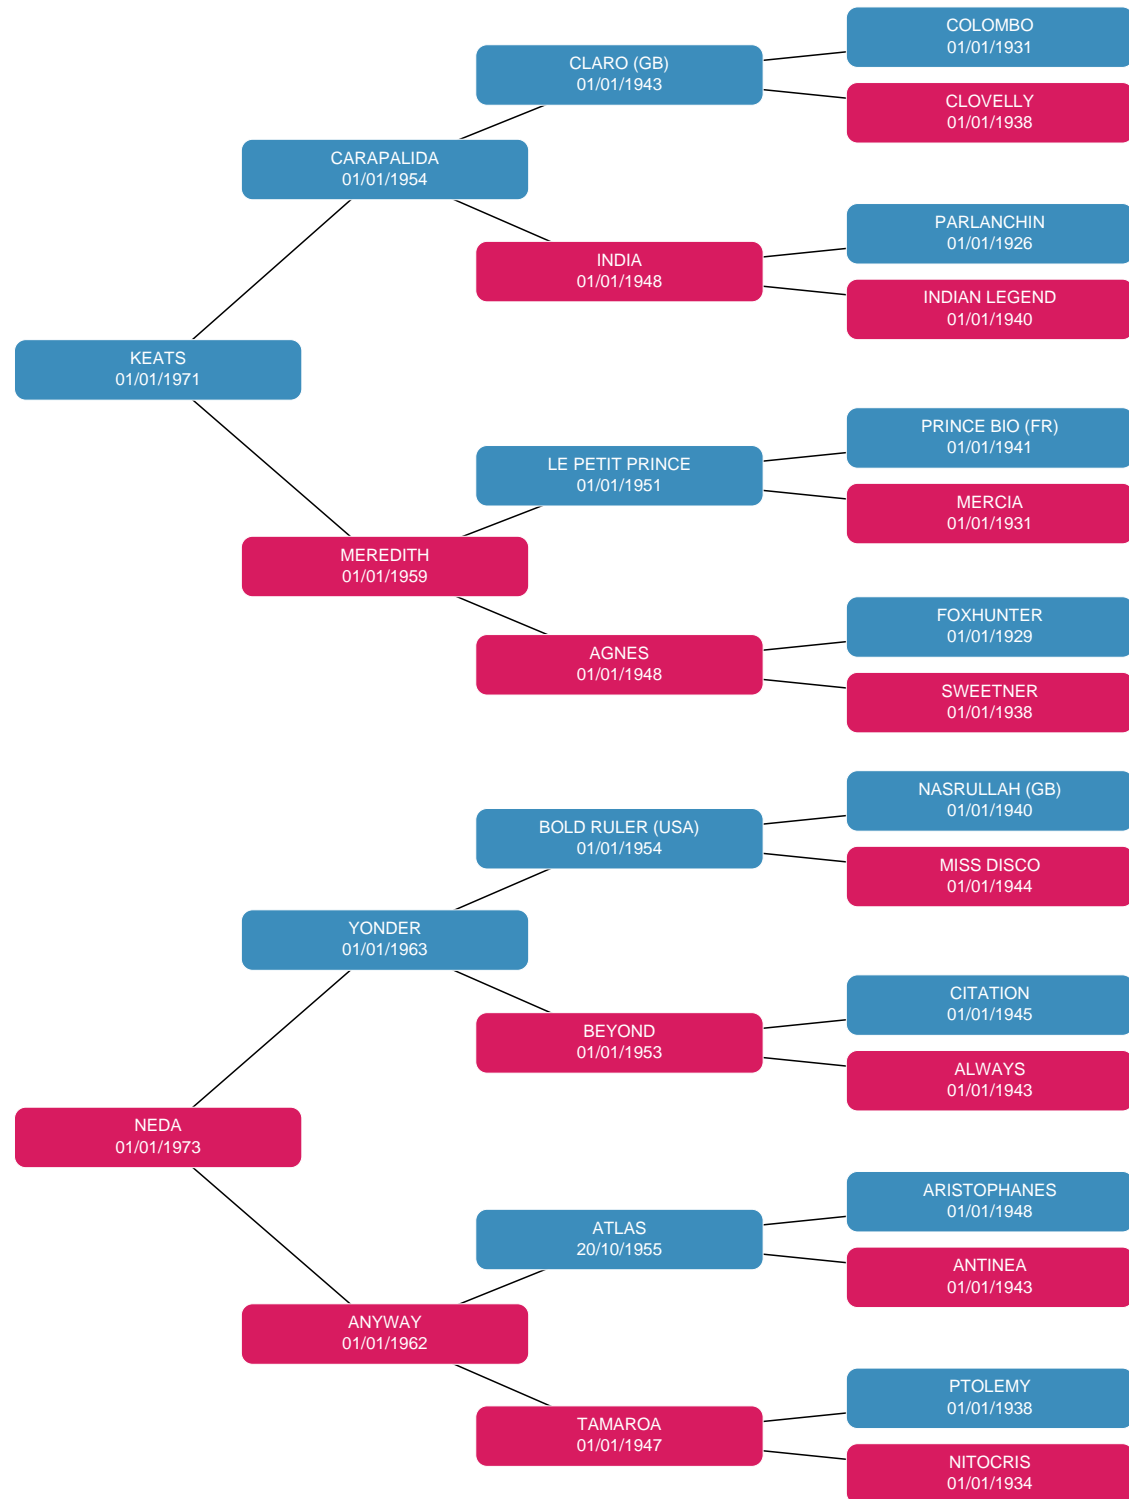 COLOMBO
01/01/1931
CLARO (GB)
01/01/1943
CLOVELLY
01/01/1938
CARAPALIDA
01/01/1954
PARLANCHIN
01/01/1926
INDIA
01/01/1948
INDIAN LEGEND
01/01/1940
KEATS
01/01/1971
PRINCE BIO (FR)
01/01/1941
LE PETIT PRINCE
01/01/1951
MERCIA
01/01/1931
MEREDITH
01/01/1959
FOXHUNTER
01/01/1929
AGNES
01/01/1948
SWEETNER
01/01/1938
NASRULLAH (GB)
01/01/1940
BOLD RULER (USA)
01/01/1954
MISS DISCO
01/01/1944
YONDER
01/01/1963
CITATION
01/01/1945
BEYOND
01/01/1953
ALWAYS
01/01/1943
NEDA
01/01/1973
ARISTOPHANES
01/01/1948
ATLAS
20/10/1955
ANTINEA
01/01/1943
ANYWAY
01/01/1962
PTOLEMY
01/01/1938
TAMAROA
01/01/1947
NITOCRIS
01/01/1934